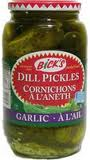 BICK'S
DILL PICKLES
CORNICHONS
À L'ANETH
GARLIC - À L'AIL